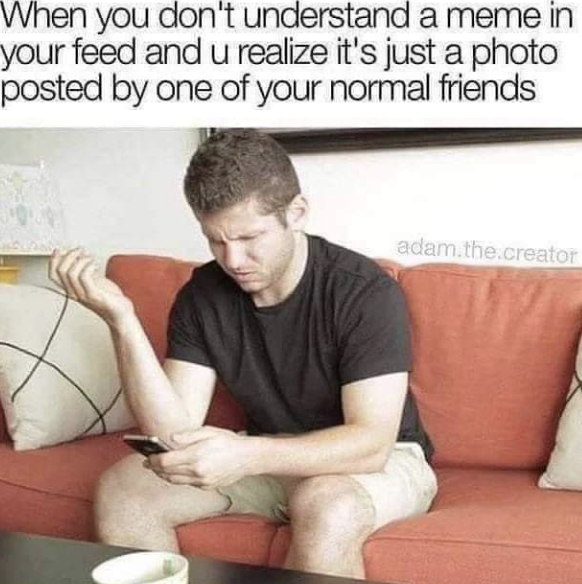 When you don't understand a meme in
your feed and u realize it's just a photo
posted by one of your normal friends
adam.the.creator